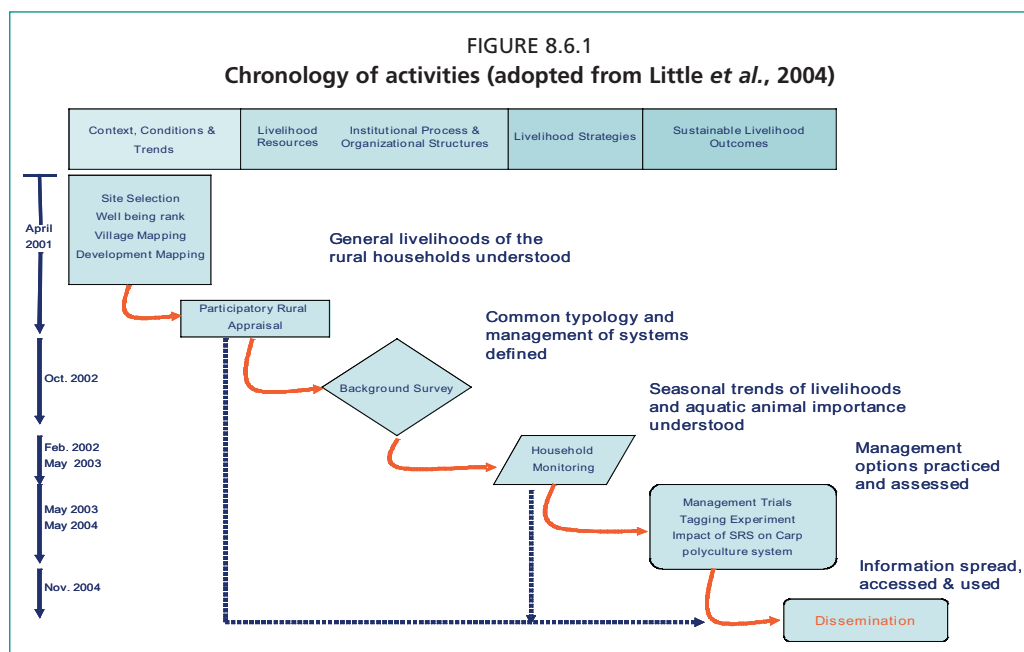 FIGURE 8.6.1
Chronology of activities (adopted from Little et al., 2004)
Context, Conditions &
Trends
Livelihood
Resources
Institutional Process &
Organizational Structures
Livelihood Strategies
Sustainable Livelihood
Outcomes
April
2001
Site Selection
Well being rank
Village Mapping
Development Mapping
General livelihoods of the
rural households understood
Participatory Rural
Appraisal
Common typology and
management of systems
defined
Oct. 2002
Background Survey
Seasonal trends of livelihoods
and aquatic animal importance
understood
Feb. 2002
May 2003
Household
Monitoring
Management
options practiced
and assessed
May 2003
May 2004
Management Trials
Tagging Experiment
Impact of SRS on Carp
polyculture system
Information spread,
accessed & used
Nov. 2004
Dissemination